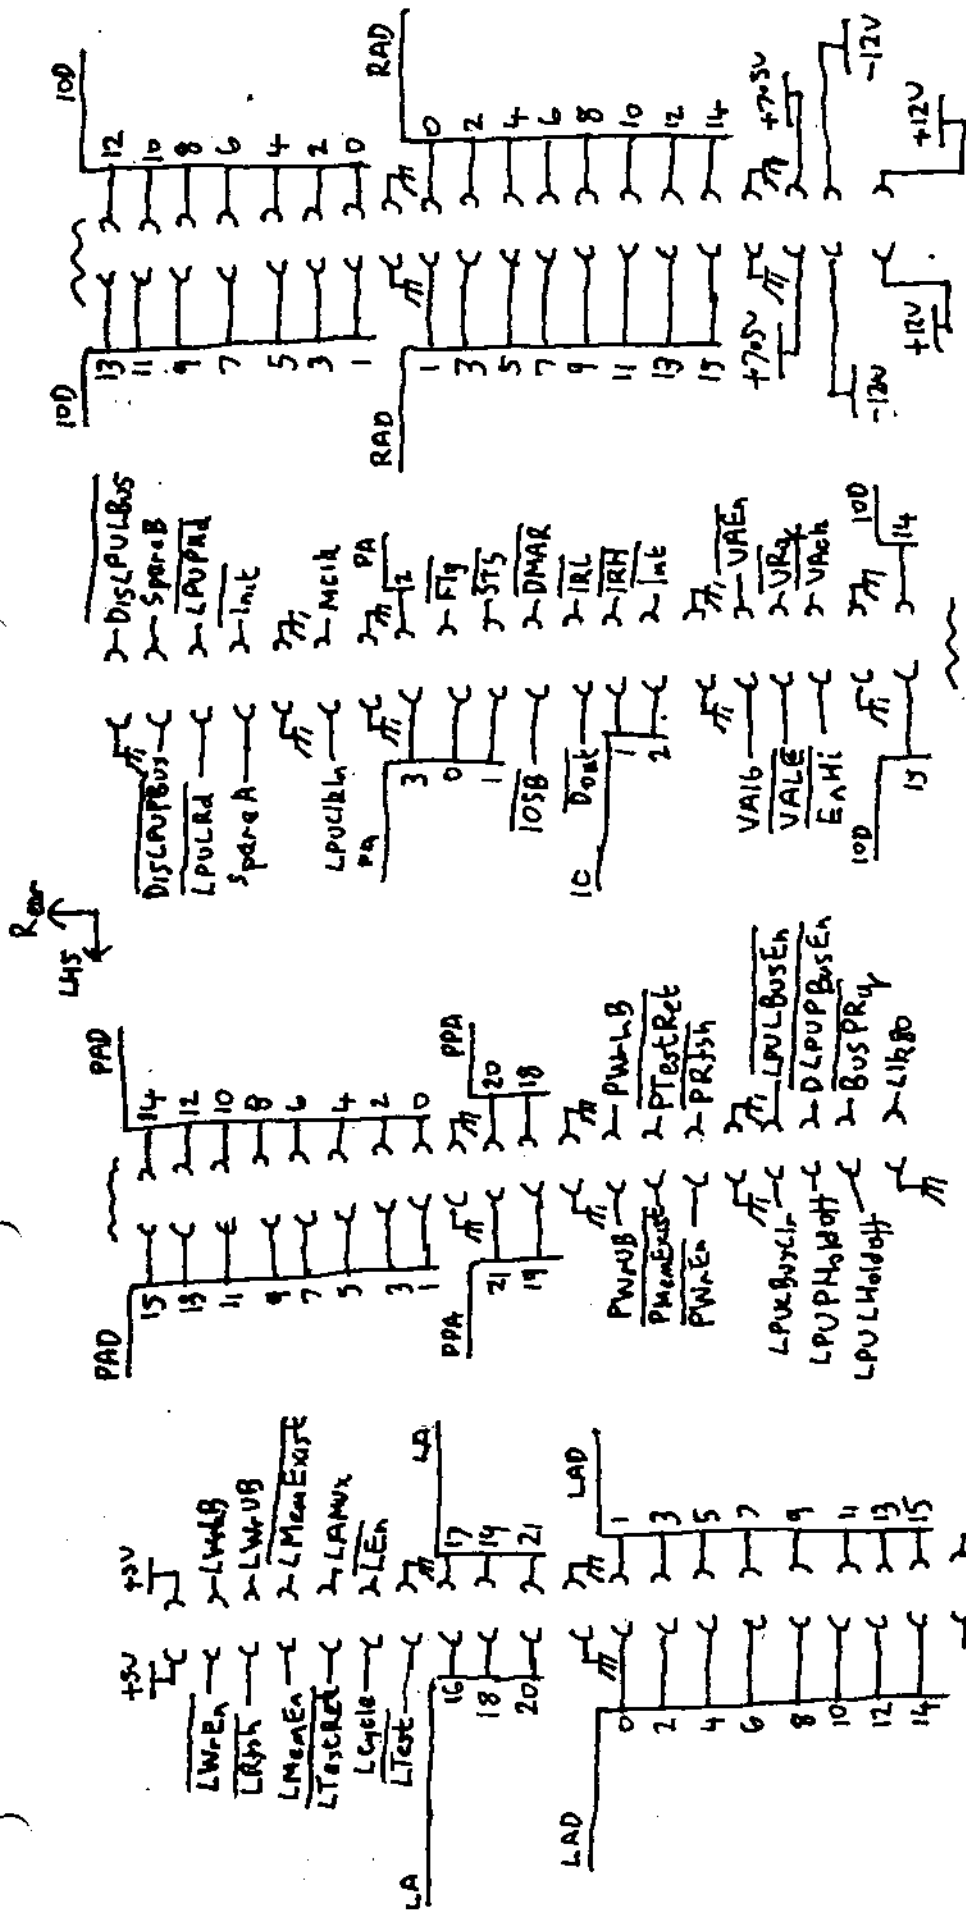 Rear
LHS
+5V +5V
LWrEn LWrLB
LRfsh LWrUB
LMemEn LMemExist
LTestRet LAMUX
LCycle LEn
LTest
LA LA
16 17
18 19
20 21
LAD LAD
0 1
2 3
4 5
6 7
8 9
10 11
12 13
14 15
PAD PAD
15 14
13 12
11 10
9 8
7 6
5 4
3 2
1 0
PPA PPA
21 20
19 18
PWrUB PWrLB
PMemExist PTestRet
PWrEn PRfsh
LPURBusClr LPULBusEn
LPUPHoldoff DLPUPBusEn
LPULHoldoff BUSPRqr
Clk80
DisLPULBus
DisLPUPBus SpareB
LPULRd LPUPRd
SpareA Init
LPUClkIn MClk
PA PA
3 12
0 Flg
1 STS
IOSB DMAR
Dout IRL
IC
1 IRH
2 Int
VA16 VAEn
VALE VRqr
EnHi VAck
IOD IOD
15 14
IOD IOD
13 12
11 10
9 8
7 6
5 4
3 2
1 0
RAD RAD
1 0
3 2
5 4
7 6
9 8
11 10
13 12
15 14
+7.5V +7.5V
-12V -12V
+12V +12V